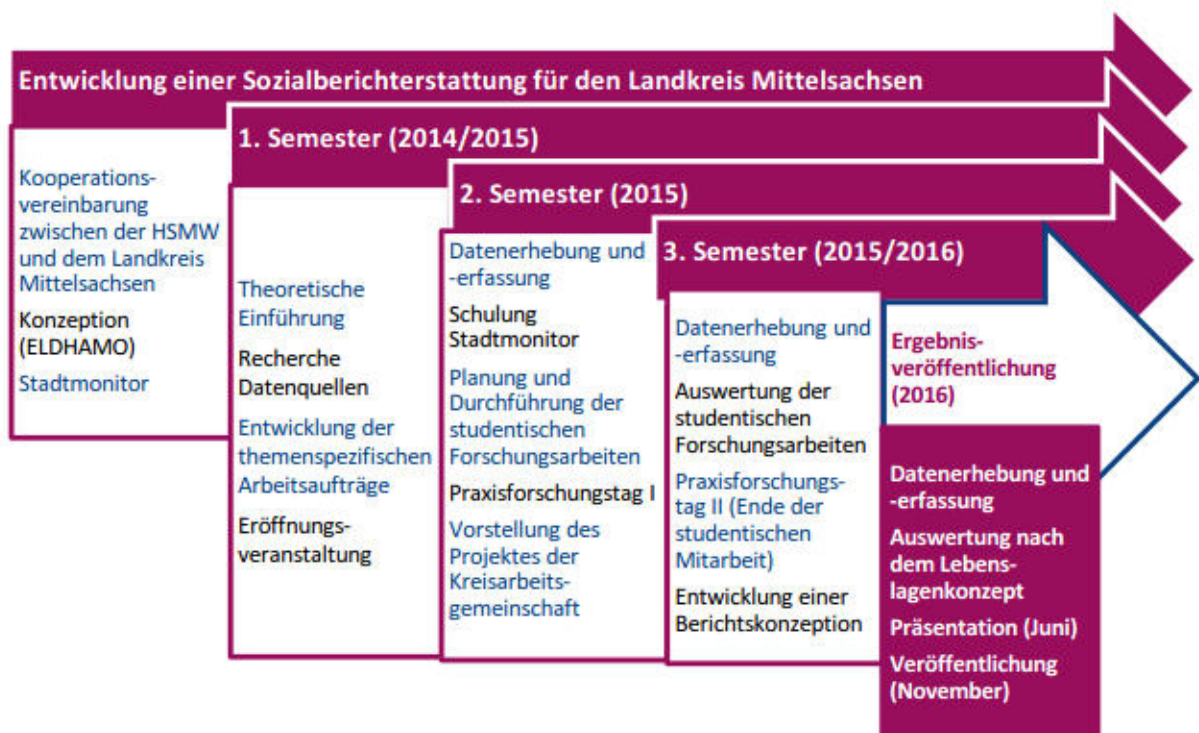 Entwicklung einer Sozialberichterstattung für den Landkreis Mittelsachsen
Kooperations-
vereinbarung
zwischen der HSMW
und dem Landkreis
Mittelsachsen
Konzeption
(ELDHAMO)
Stadtmonitor
1. Semester (2014/2015)
Theoretische
Einführung
Recherche
Datenquellen
Entwicklung der
themenspezifischen
Arbeitsaufträge
Eröffnungs-
veranstaltung
2. Semester (2015)
Datenerhebung und
-erfassung
Schulung
Stadtmonitor
Planung und
Durchführung der
studentischen
Forschungsarbeiten
Praxisforschungstag I
Vorstellung des
Projektes der
Kreisarbeits-
gemeinschaft
3. Semester (2015/2016)
Datenerhebung und
-erfassung
Auswertung der
studentischen
Forschungsarbeiten
Praxisforschungs-
tag II (Ende der
studentischen
Mitarbeit)
Entwicklung einer
Berichtskonzeption
Ergebnis-
veröffentlichung
(2016)
Datenerhebung und
-erfassung
Auswertung nach
dem Lebens-
lagenkonzept
Präsentation (Juni)
Veröffentlichung
(November)